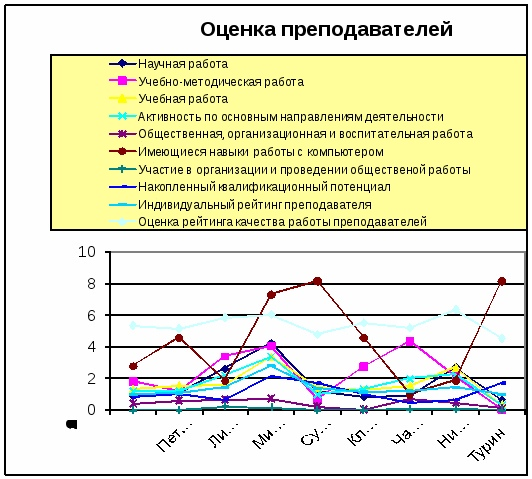 Оценка преподавателей
Научная работа
Учебно-методическая работа
Учебная работа
Активность по основным направлениям деятельности
Общественная, организационная и воспитательная работа
Имеющиеся навыки работы с компьютером
Участие в организации и проведении общественой работы
Накопленный квалификационный потенциал
Индивидуальный рейтинг преподавателя
Оценка рейтинга качества работы преподавателей
10
8
6
4
2
0
Пет...
Ли...
Ми...
Су...
Кп...
Ча...
Ни...
Турин